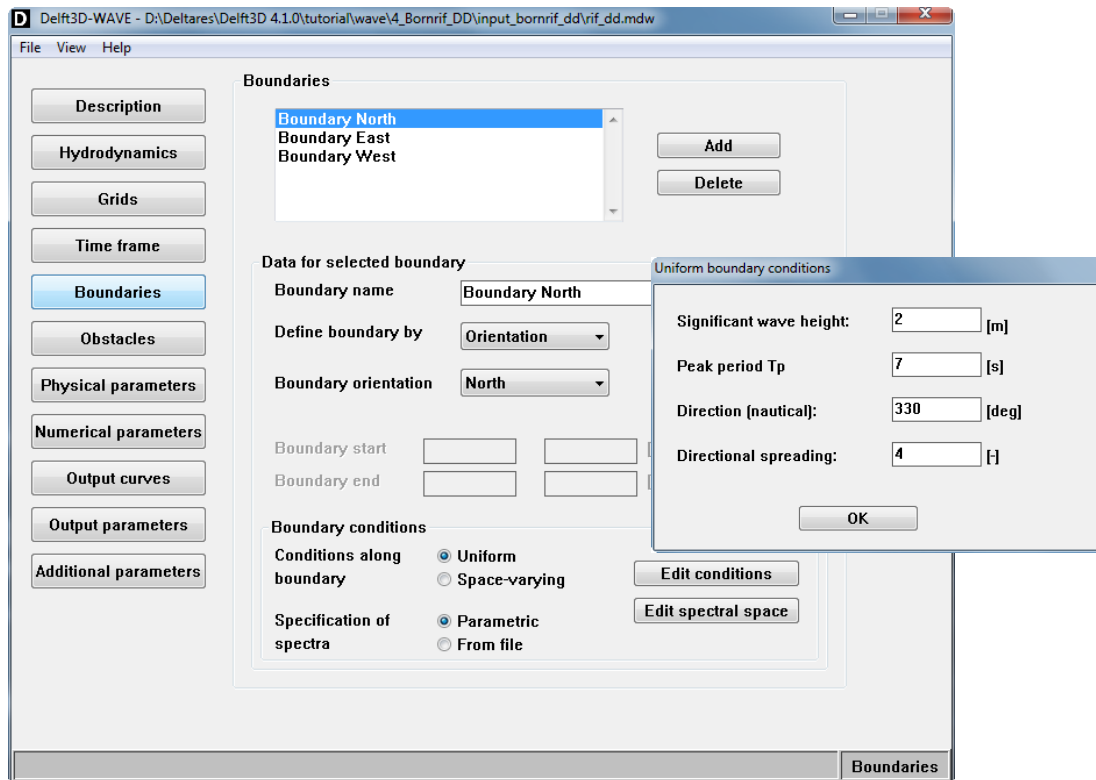 D Delft3D-WAVE - D:\Deltares\Delft3D 4.1.0\tutorial\wave\4_Bornrif_DD\input_bornrif_dd\rif_dd.mdw
File View Help
Description
Hydrodynamics
Grids
Time frame
Boundaries
Obstacles
Physical parameters
Numerical parameters
Output curves
Output parameters
Additional parameters
Boundaries
Boundary North
Boundary East
Boundary West
Add
Delete
Data for selected boundary
Boundary name Boundary North
Define boundary by Orientation
Boundary orientation North
Boundary start
Boundary end
Boundary conditions
Conditions along
boundary
Uniform
Space-varying
Edit conditions
Edit spectral space
Specification of
spectra
Parametric
From file
Uniform boundary conditions
Significant wave height: 2 [m]
Peak period Tp 7 [s]
Direction (nautical): 330 [deg]
Directional spreading: 4 [-]
OK
Boundaries